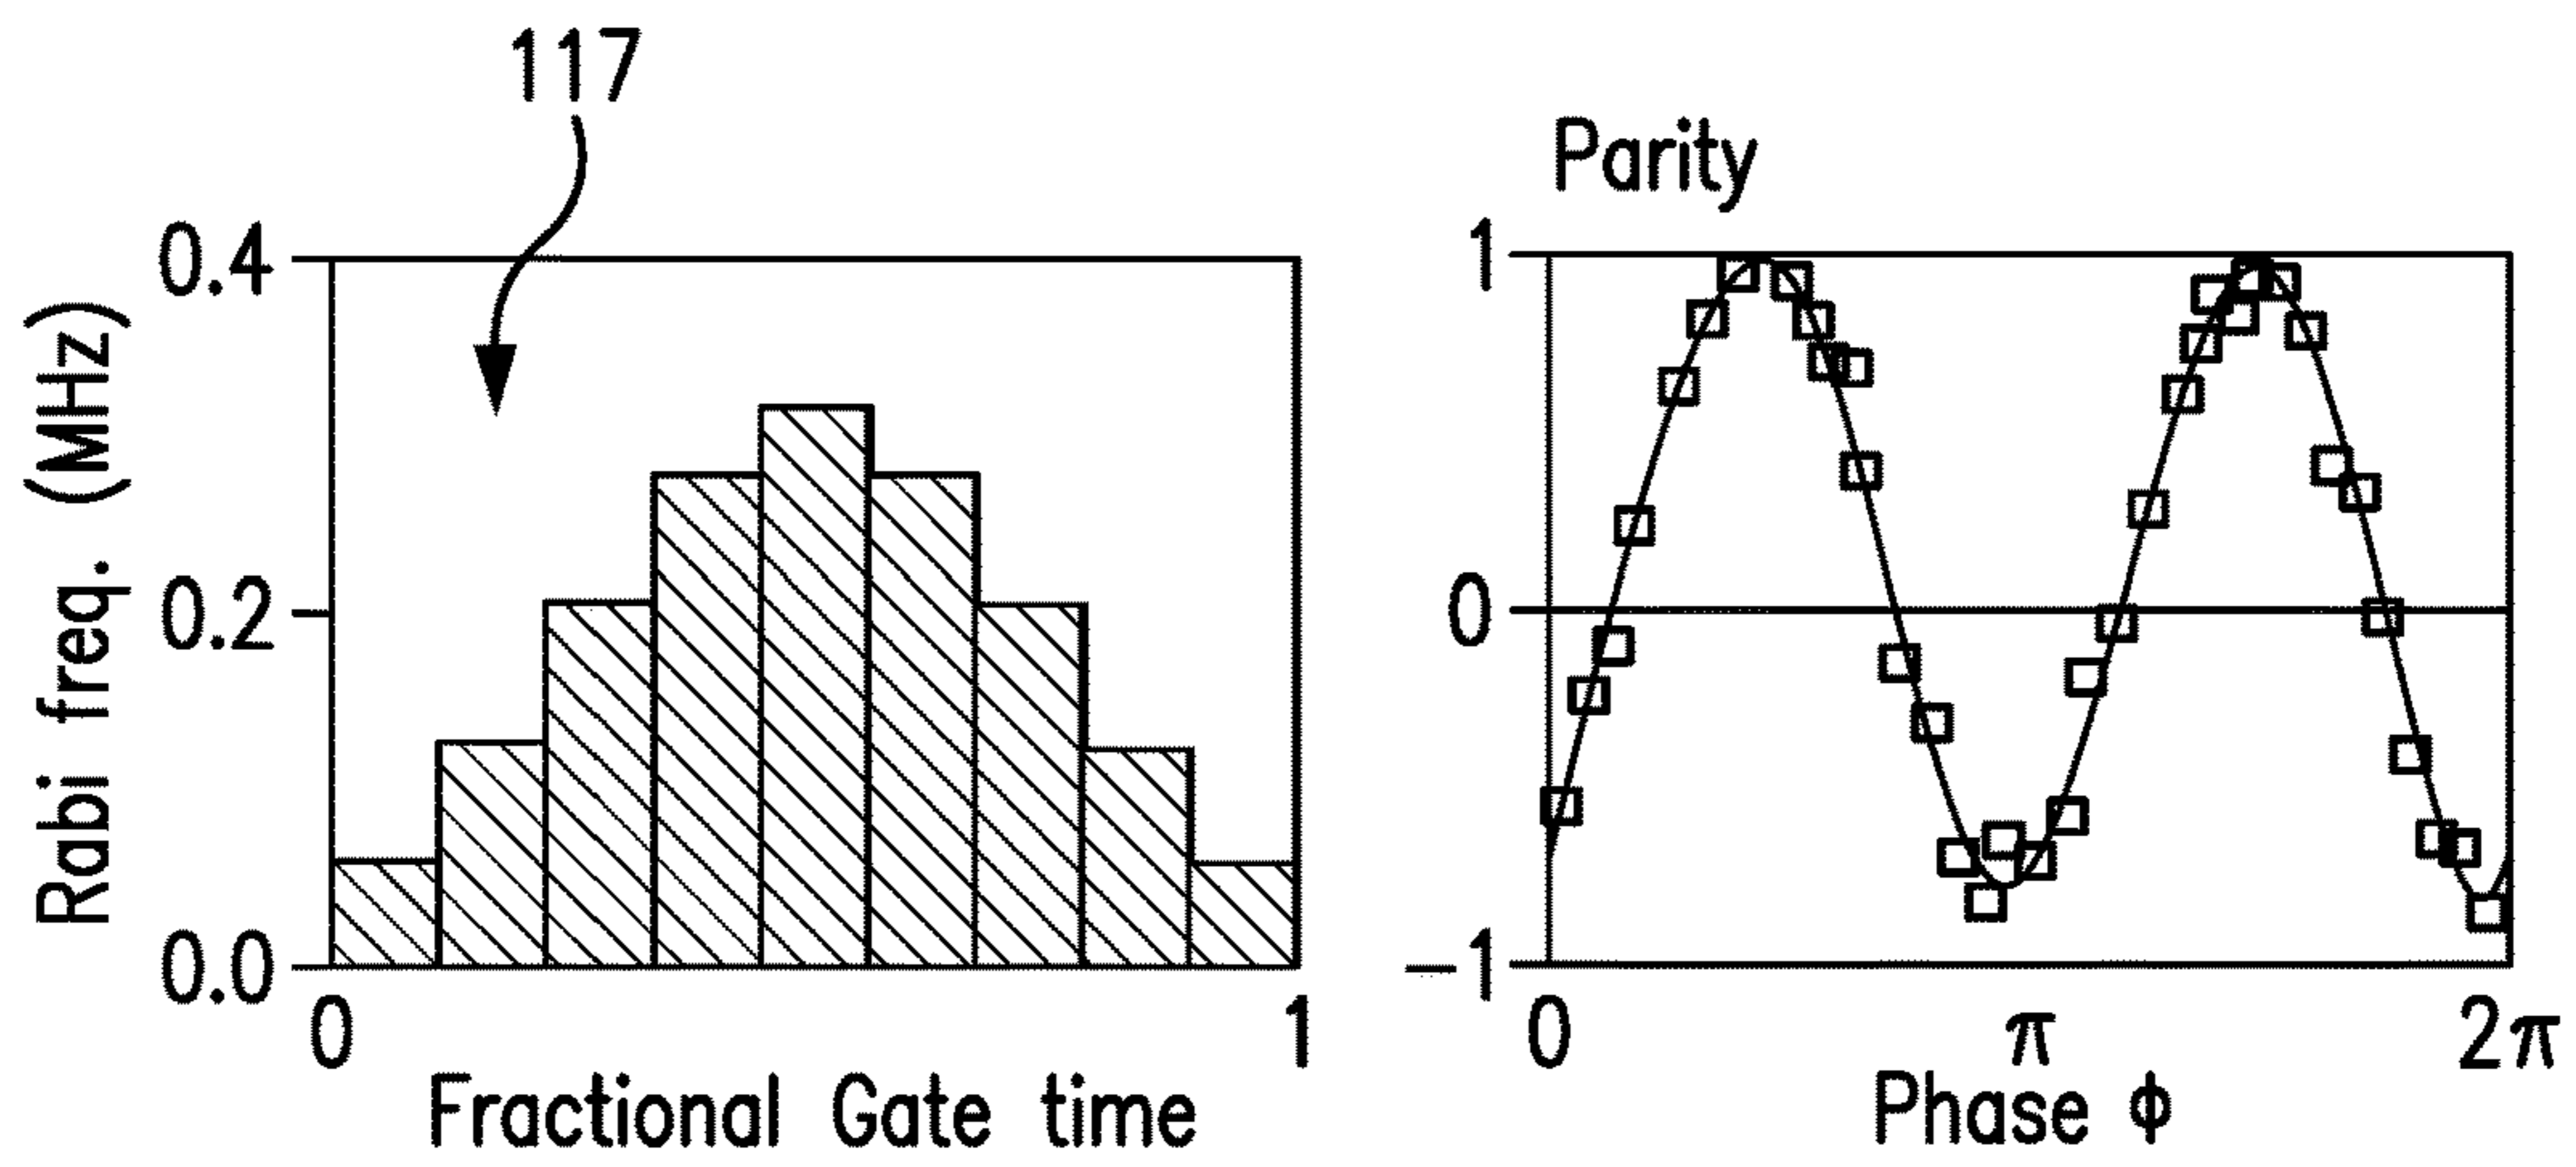 117
0.4
0.2
0.0
Rabi freq. (MHz)
0
1
Fractional Gate time
Parity
1
0
−1
0
π
2π
Phase ϕ